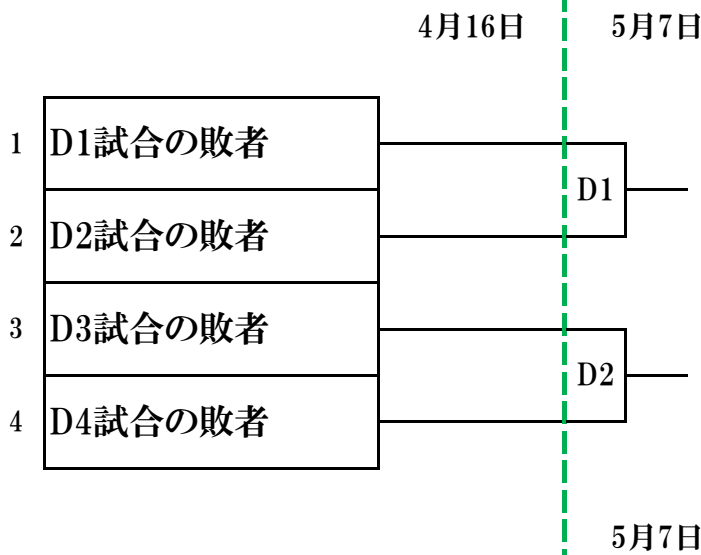 4月16日 5月7日
1 D1試合の敗者
D1
2 D2試合の敗者
3 D3試合の敗者
D2
4 D4試合の敗者
5月7日